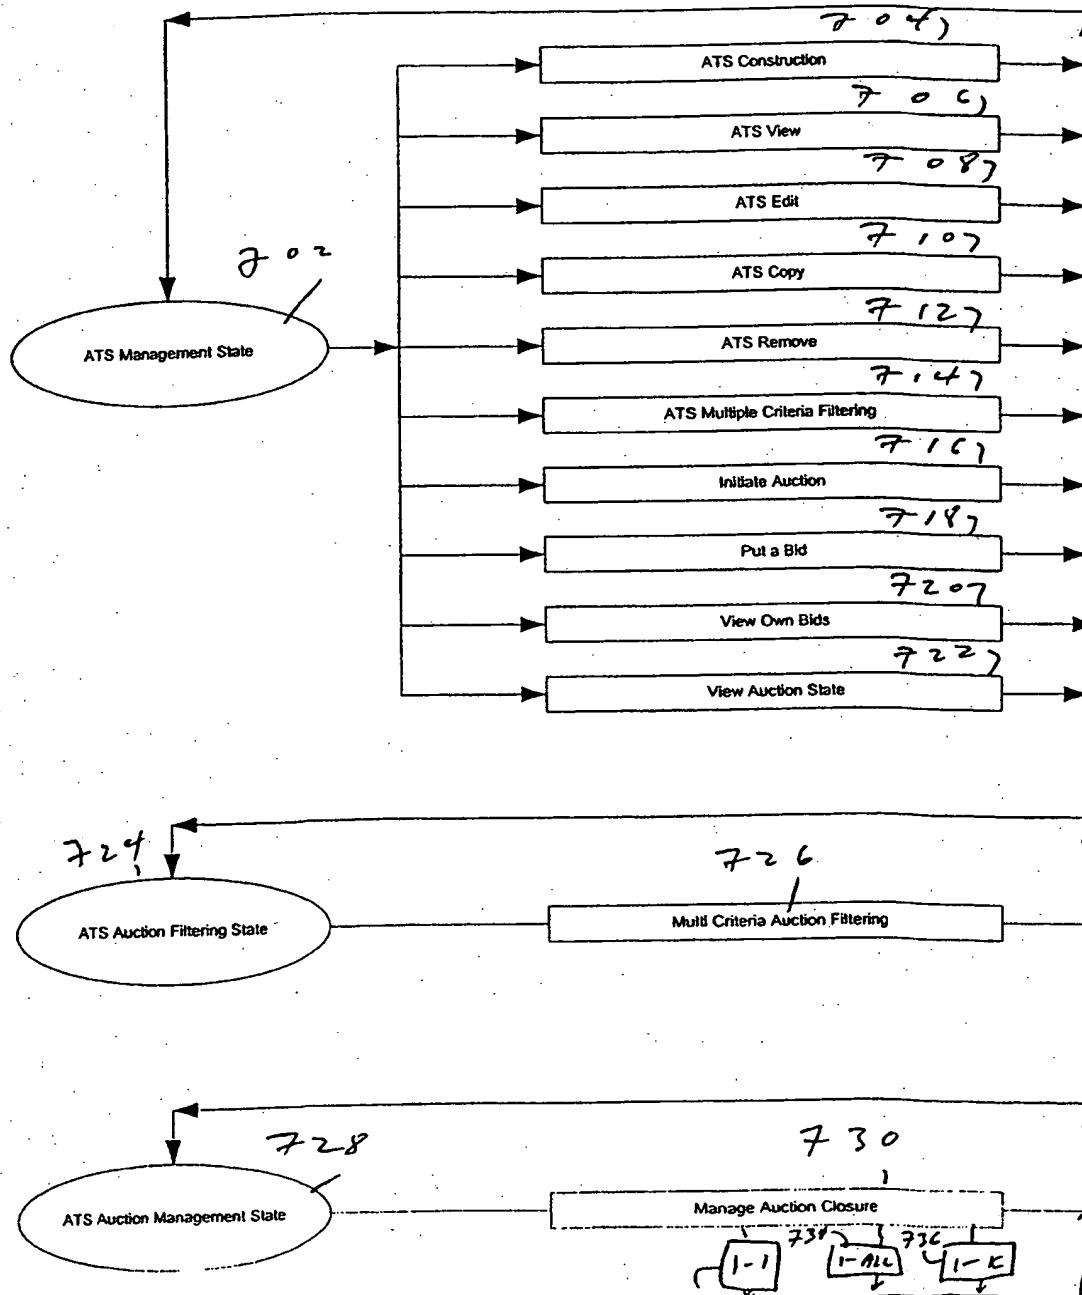 704
ATS Construction
706
ATS View
708
ATS Edit
702
710
ATS Copy
712
ATS Remove
ATS Management State
714
ATS Multiple Criteria Filtering
716
Initiate Auction
718
Put a Bid
720
View Own Bids
722
View Auction State
724
726
ATS Auction Filtering State
Multi Criteria Auction Filtering
728
730
ATS Auction Management State
Manage Auction Closure
734
736
1-1
1-ALL
1-K